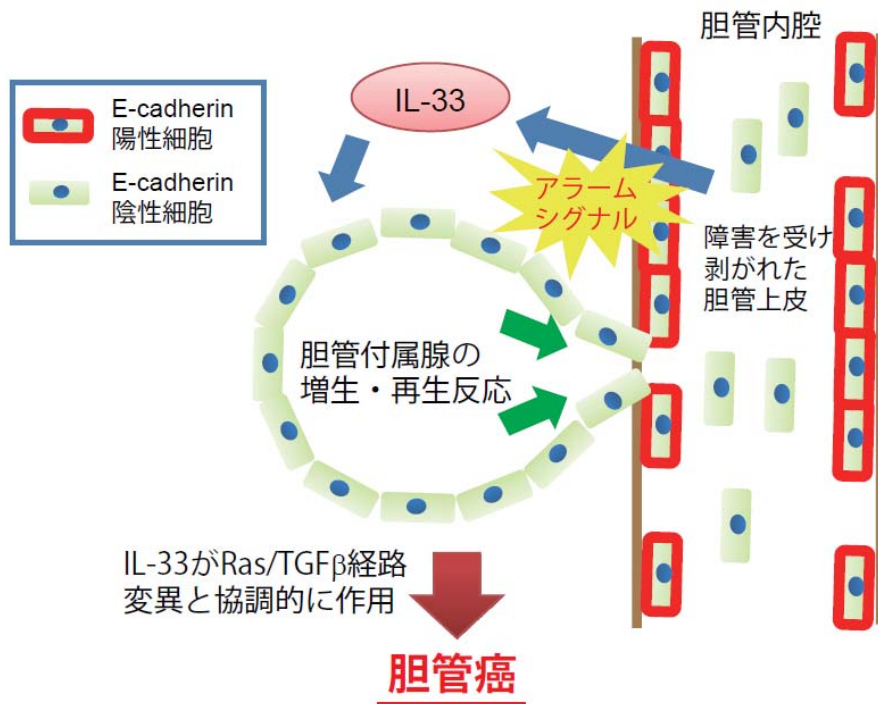 胆管内腔
E-cadherin
陽性細胞
E-cadherin
陰性細胞
IL-33
アラーム
シグナル
障害を受け
剥がれた
胆管上皮
胆管付属腺の
増生・再生反応
IL-33がRas/TGFβ経路
変異と協調的に作用
胆管癌